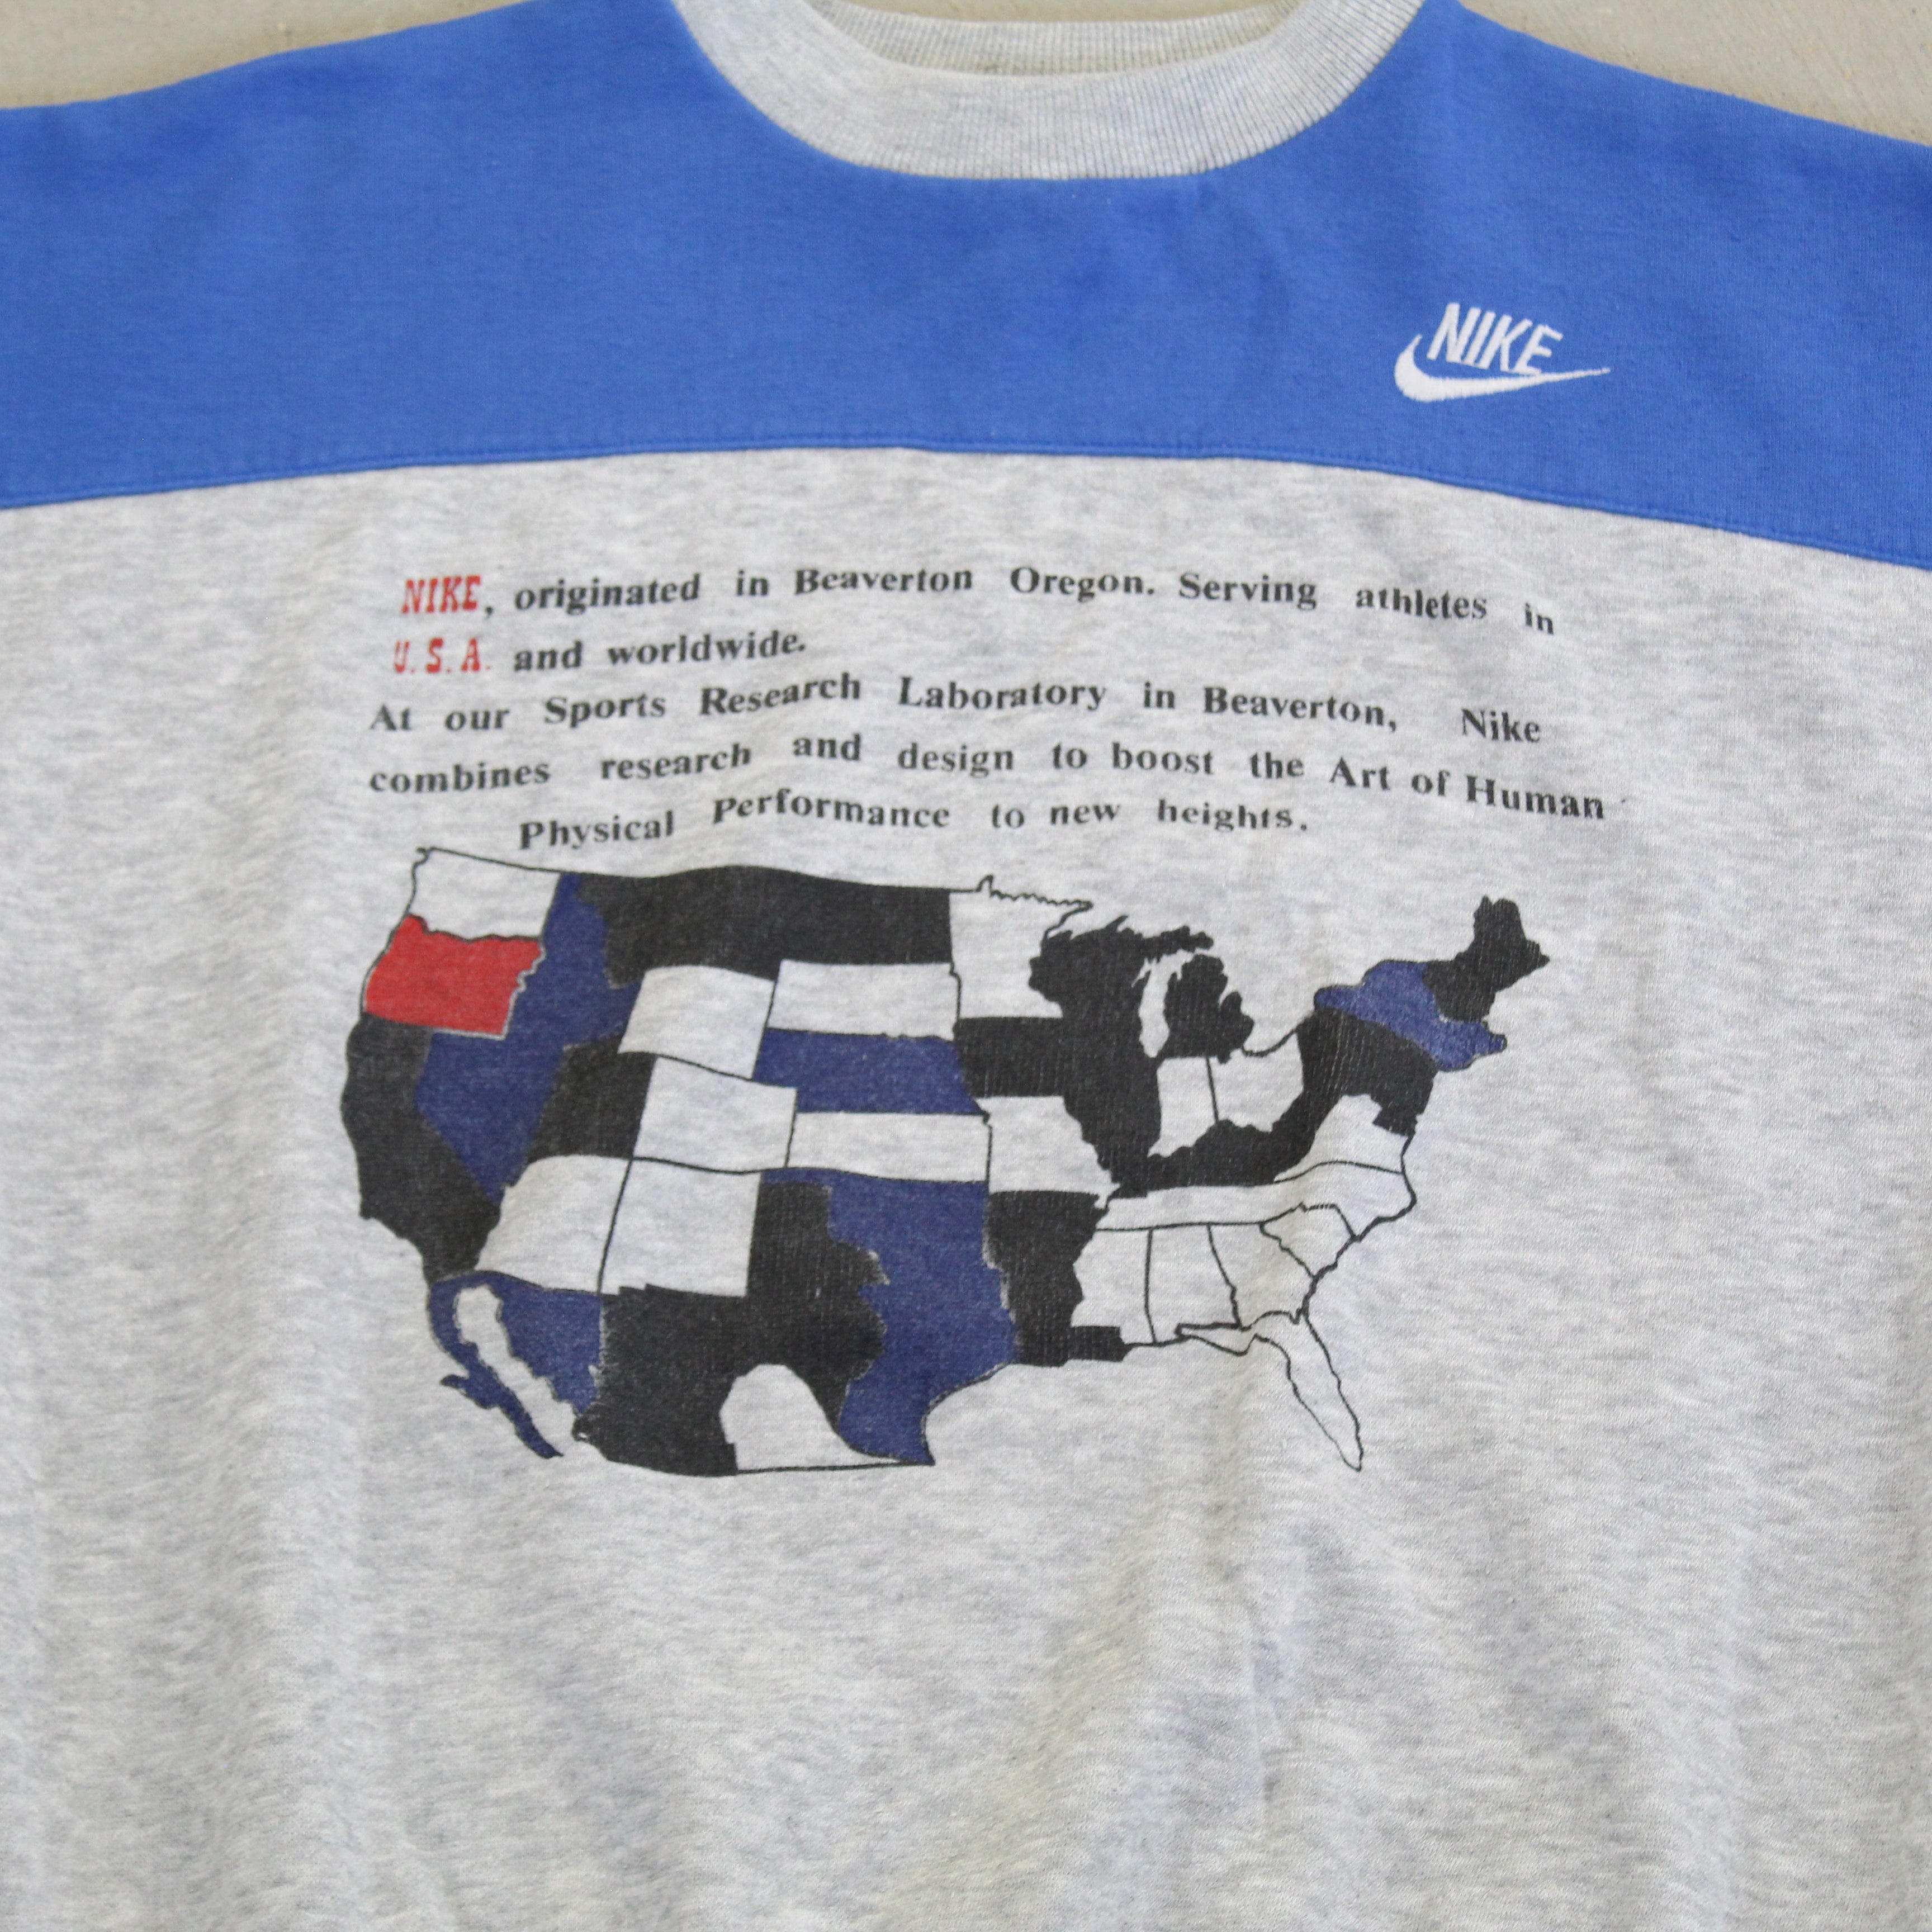 NIKE
NIKE, originated in Beaverton Oregon. Serving athletes in
U.S.A. and worldwide.
At our Sports Research Laboratory in Beaverton, Nike
combines research and design to boost the Art of Human
Physical Performance to new heights.